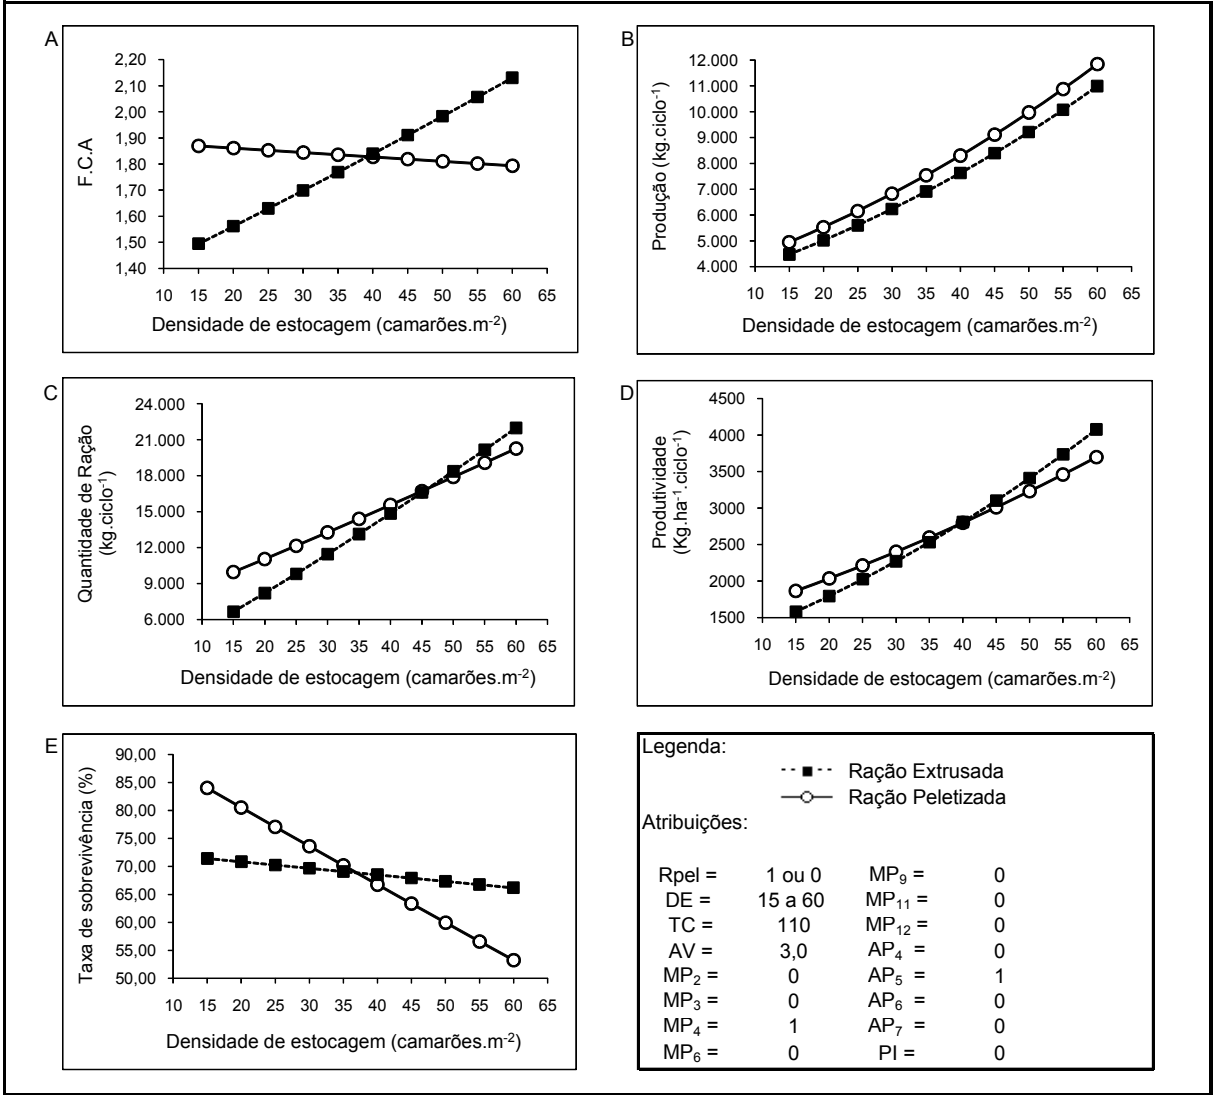 A
F.C.A
2,20
2,10
2,00
1,90
1,80
1,70
1,60
1,50
1,40
10 15 20 25 30 35 40 45 50 55 60 65
Densidade de estocagem (camarões.m-2)
B
Produção (kg.ciclo-1)
12.000
11.000
10.000
9.000
8.000
7.000
6.000
5.000
4.000
10 15 20 25 30 35 40 45 50 55 60 65
Densidade de estocagem (camarões.m-2)
C
Quantidade de Ração
(kg.ciclo-1)
24.000
21.000
18.000
15.000
12.000
9.000
6.000
10 15 20 25 30 35 40 45 50 55 60 65
Densidade de estocagem (camarões.m-2)
D
Produtividade
(Kg.ha-1.ciclo-1)
4500
4000
3500
3000
2500
2000
1500
10 15 20 25 30 35 40 45 50 55 60 65
Densidade de estocagem (camarões.m-2)
E
Taxa de sobrevivência (%)
90,00
85,00
80,00
75,00
70,00
65,00
60,00
55,00
50,00
10 15 20 25 30 35 40 45 50 55 60 65
Densidade de estocagem (camarões.m-2)
Legenda:
Ração Extrusada
Ração Peletizada
Atribuições:
Rpel = 1 ou 0 MP9 = 0
DE = 15 a 60 MP11 = 0
TC = 110 MP12 = 0
AV = 3,0 AP4 = 0
MP2 = 0 AP5 = 1
MP3 = 0 AP6 = 0
MP4 = 1 AP7 = 0
MP6 = 0 PI = 0